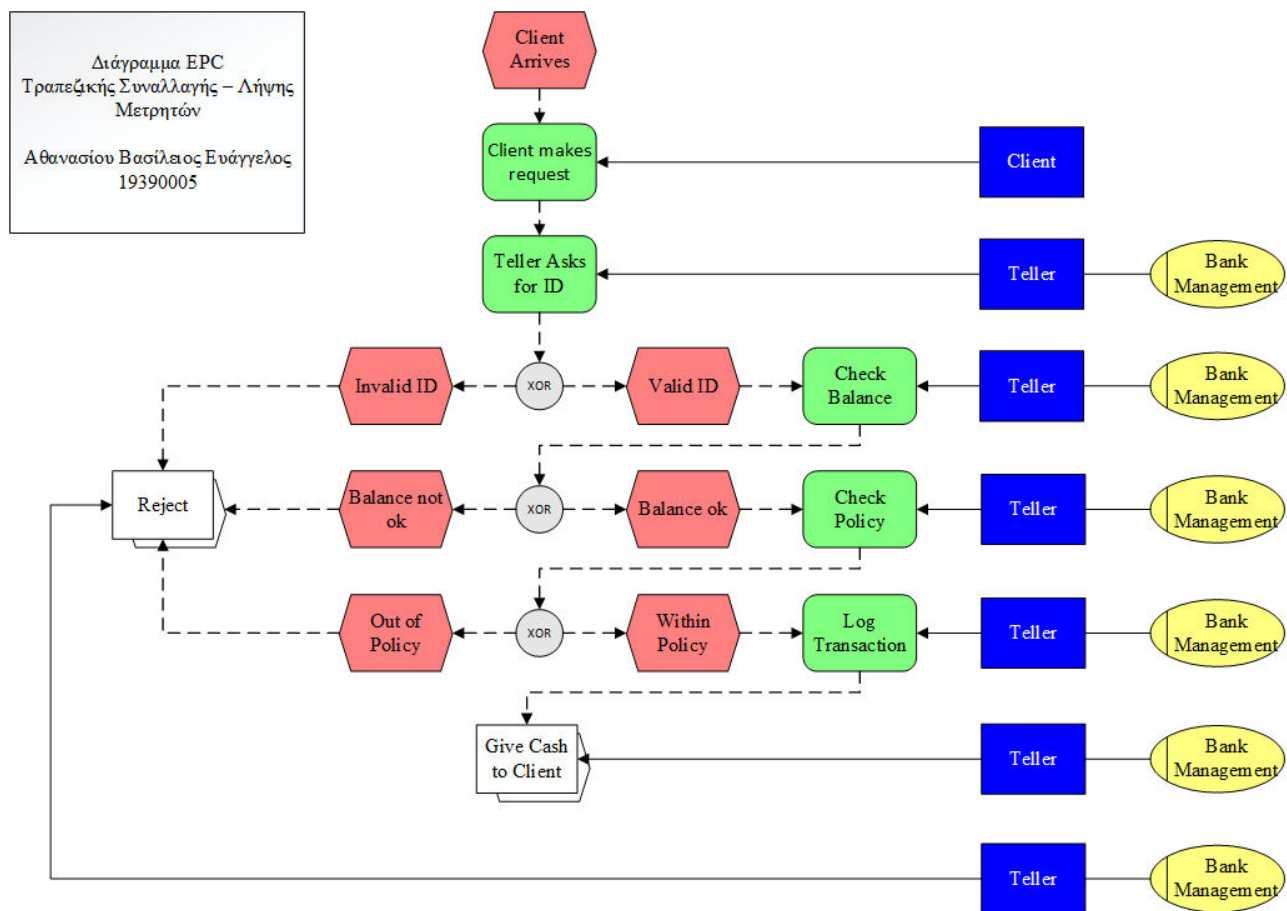 Διάγραμμα EPC
Τραπεζικής Συναλλαγής – Λήψης
Μετρητών
Αθανασίου Βασίλειος Ευάγγελος
19390005
Client
Arrives
Client makes
request
Client
Teller Asks
for ID
Teller
Bank
Management
Invalid ID
XOR
Valid ID
Check
Balance
Teller
Bank
Management
Reject
Balance not
ok
XOR
Balance ok
Check
Policy
Teller
Bank
Management
Out of
Policy
XOR
Within
Policy
Log
Transaction
Teller
Bank
Management
Give Cash
to Client
Teller
Bank
Management
Teller
Bank
Management